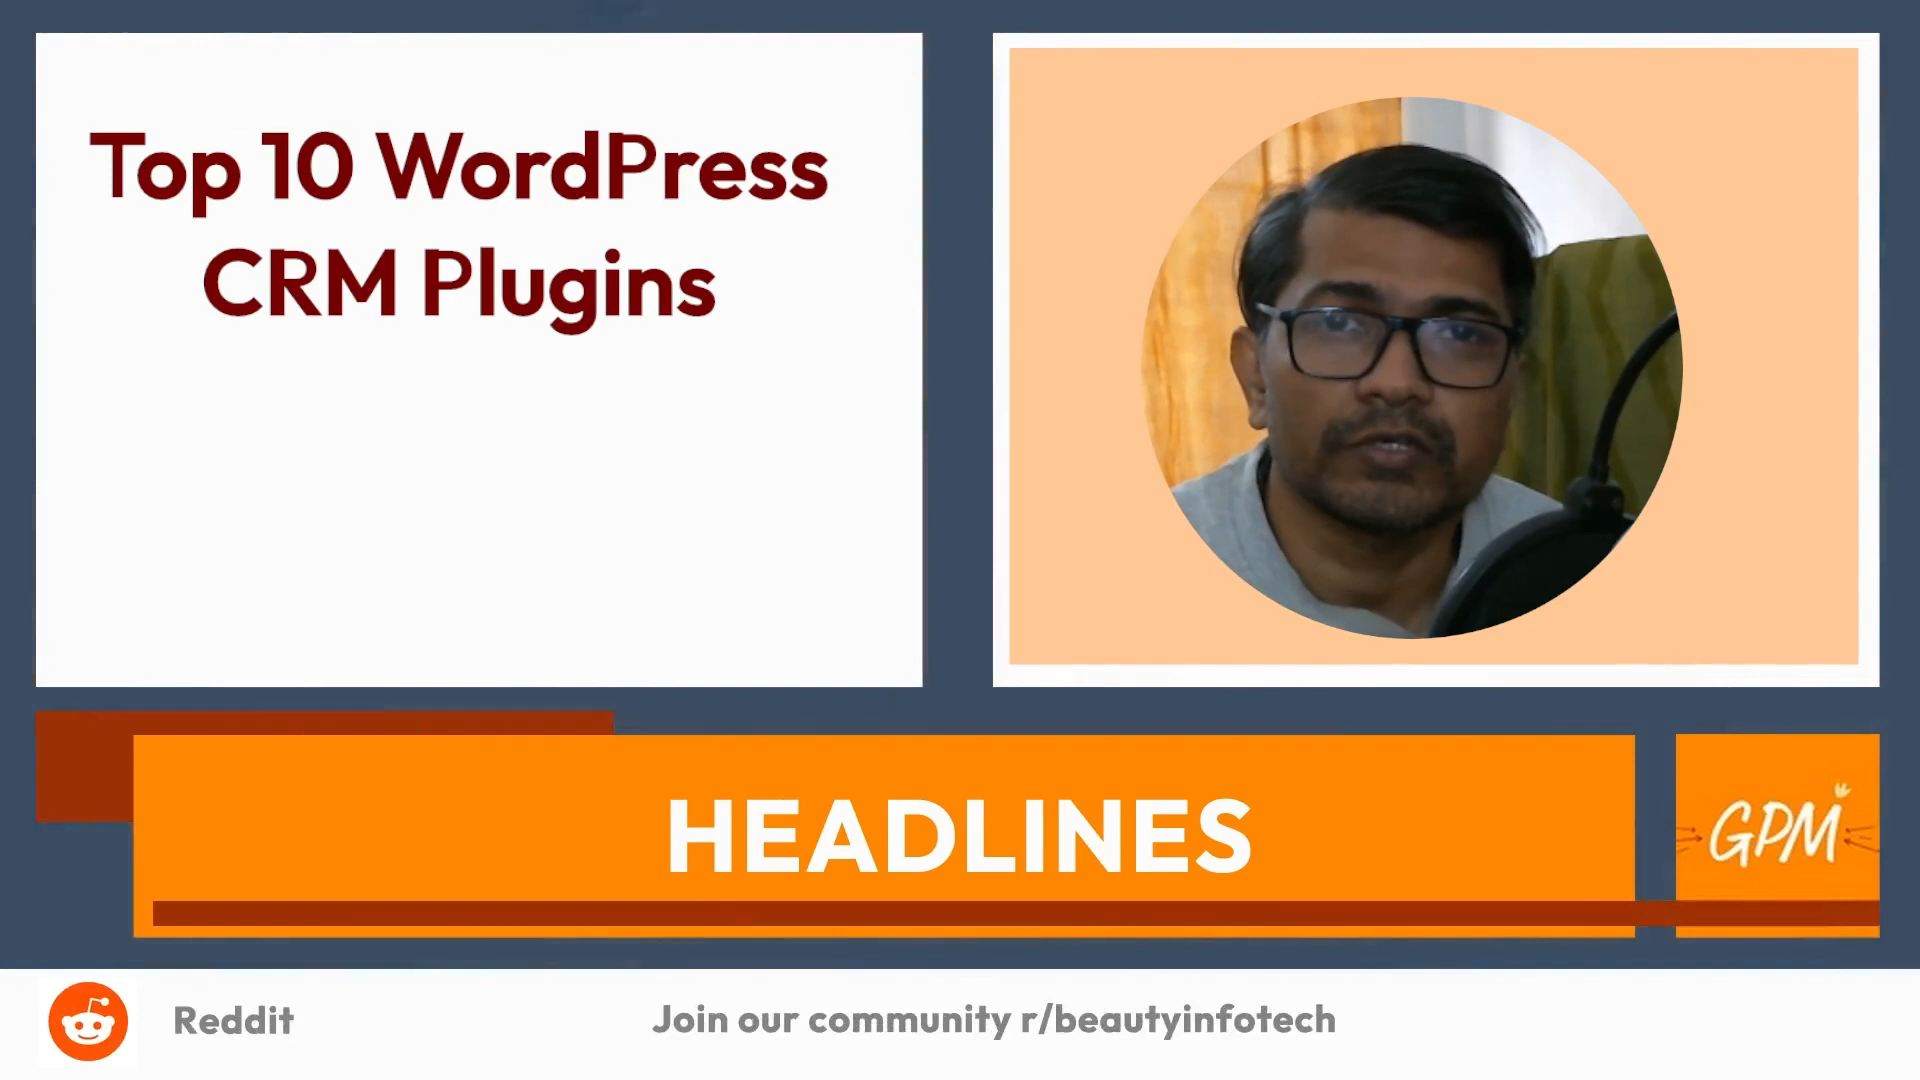 Top 10 WordPress
CRM Plugins
HEADLINES
GPM
Reddit
Join our community r/beautyinfotech